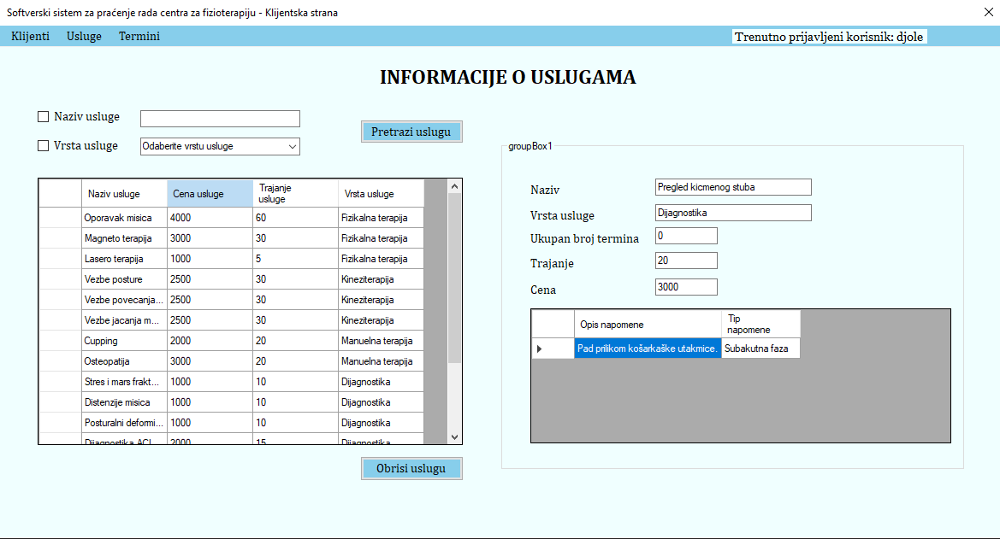 Softverski sistem za praćenje rada centra za fizioterapiju - Klijentska strana
Klijenti Usluge Termini
Trenutno prijavljeni korisnik: djole
INFORMACIJE O USLUGAMA
Naziv usluge
Vrsta usluge Odaberite vrstu usluge
Pretrazi uslugu
Naziv usluge Cena usluge Trajanje usluge Vrsta usluge
Oporavak misica 4000 60 Fizikalna terapija
Magneto terapija 3000 30 Fizikalna terapija
Lasero terapija 1000 5 Fizikalna terapija
Vezbe posture 2500 30 Kineziterapija
Vezbe povecanja... 2500 30 Kineziterapija
Vezbe jacanja m... 2500 30 Kineziterapija
Cupping 2000 20 Manuelna terapija
Osteopatija 3000 20 Manuelna terapija
Stres i mars frakt... 1000 10 Dijagnostika
Distenzije misica 1000 10 Dijagnostika
Posturalni deformi... 1000 10 Dijagnostika
Dijagnostika ACL 2000 15 Dijagnostika
Obrisi uslugu
groupBox1
Naziv Pregled kicmenog stuba
Vrsta usluge Dijagnostika
Ukupan broj termina 0
Trajanje 20
Cena 3000
Opis napomene Tip napomene
Pad prilikom košarkaške utakmice. Subakutna faza